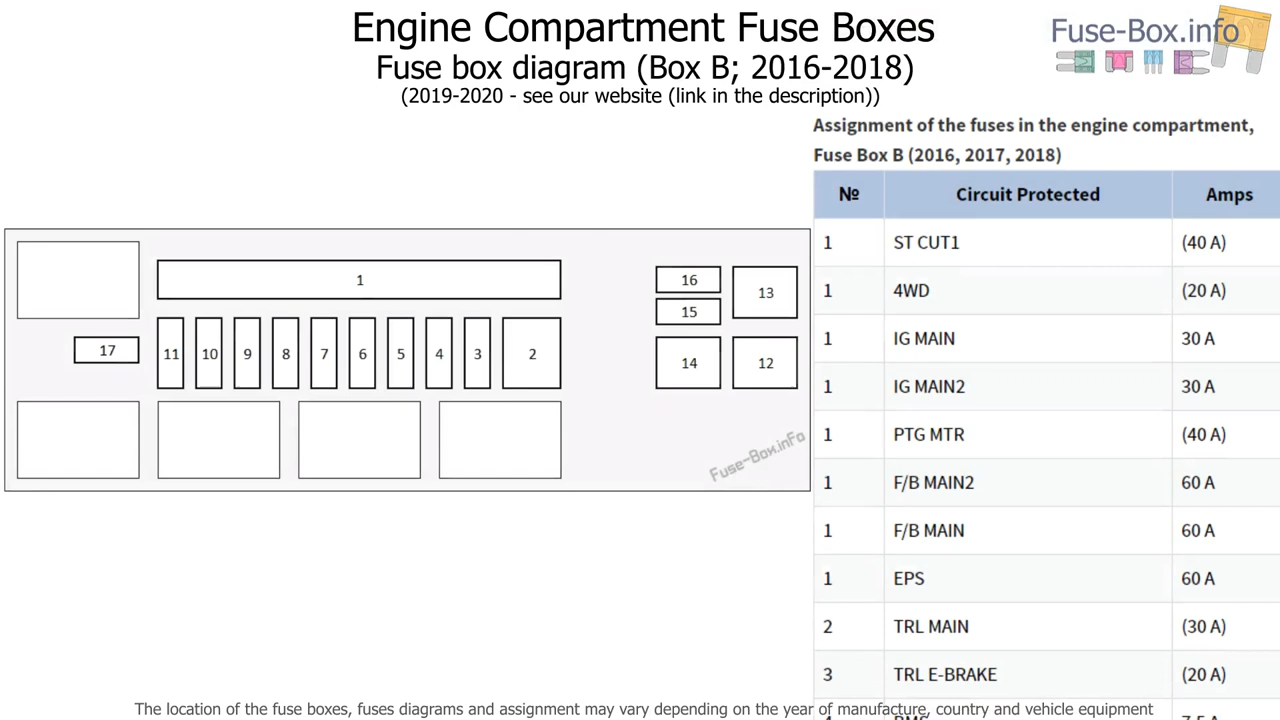 Engine Compartment Fuse Boxes
Fuse box diagram (Box B; 2016-2018)
(2019-2020 - see our website (link in the description))
Fuse-Box.info
Assignment of the fuses in the engine compartment,
Fuse Box B (2016, 2017, 2018)
№ Circuit Protected Amps
1 ST CUT1 (40 A)
1 4WD (20 A)
1 IG MAIN 30 A
1 IG MAIN2 30 A
1 PTG MTR (40 A)
1 F/B MAIN2 60 A
1 F/B MAIN 60 A
1 EPS 60 A
2 TRL MAIN (30 A)
3 TRL E-BRAKE (20 A)
1
16
13
15
17
11 10 9 8 7 6 5 4 3 2
14 12
Fuse-Box.inFo
The location of the fuse boxes, fuses diagrams and assignment may vary depending on the year of manufacture, country and vehicle equipment